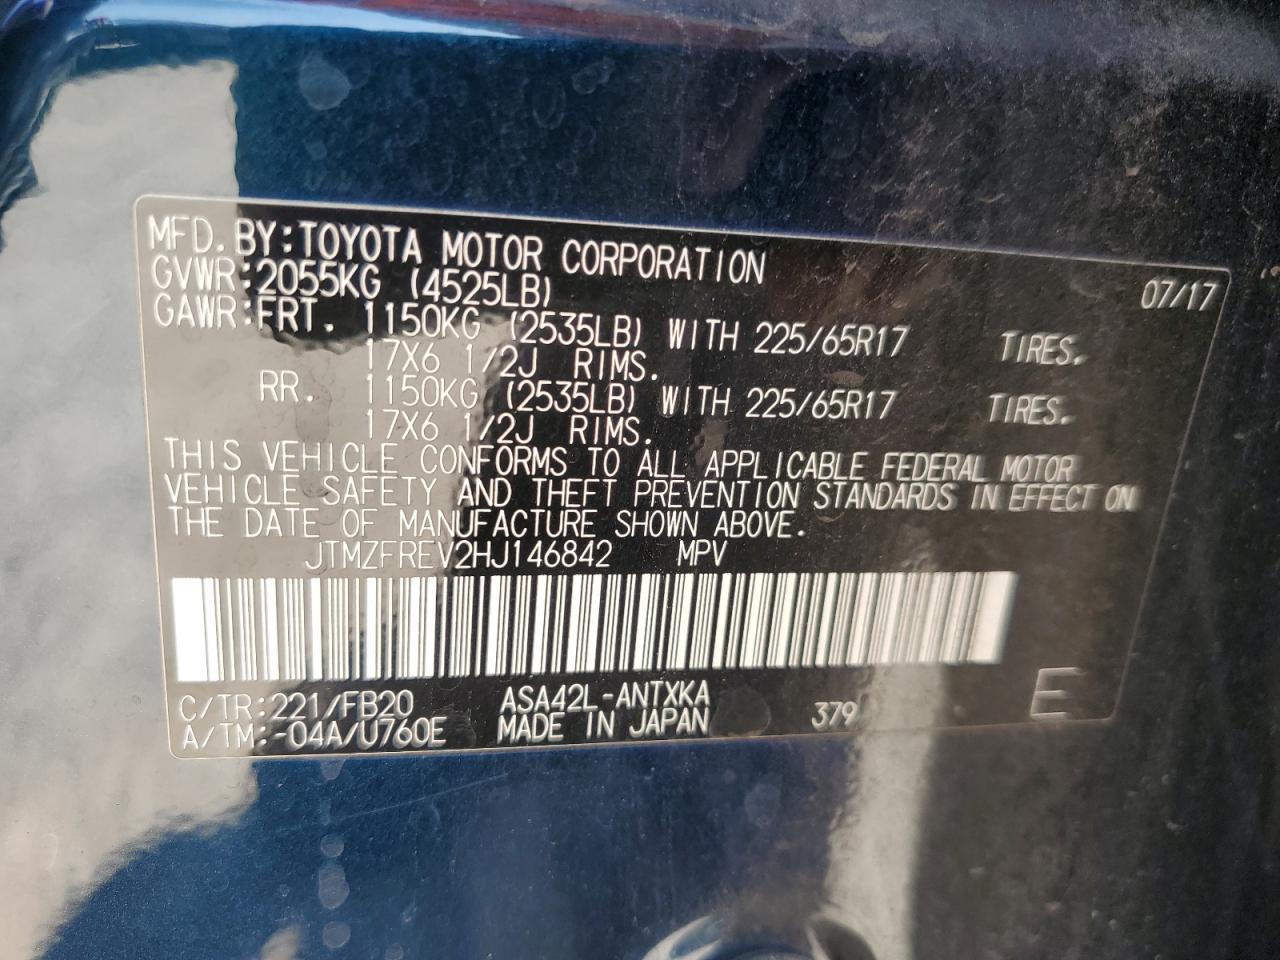 MFD. BY: TOYOTA MOTOR CORPORATION 07/17
GVWR: 2055KG (4525LB)
GAWR: FRT. 1150KG (2535LB) WITH 225/65R17 TIRES.
17X6 1/2J RIMS.
RR. 1150KG (2535LB) WITH 225/65R17 TIRES.
17X6 1/2J RIMS.
THIS VEHICLE CONFORMS TO ALL APPLICABLE FEDERAL MOTOR
VEHICLE SAFETY AND THEFT PREVENTION STANDARDS IN EFFECT ON
THE DATE OF MANUFACTURE SHOWN ABOVE.
JTMZFREV2HJ146842 MPV
C/TR: 221/FB20 ASA42L-ANTXKA 379 E
A/TM: -04A/U760E MADE IN JAPAN